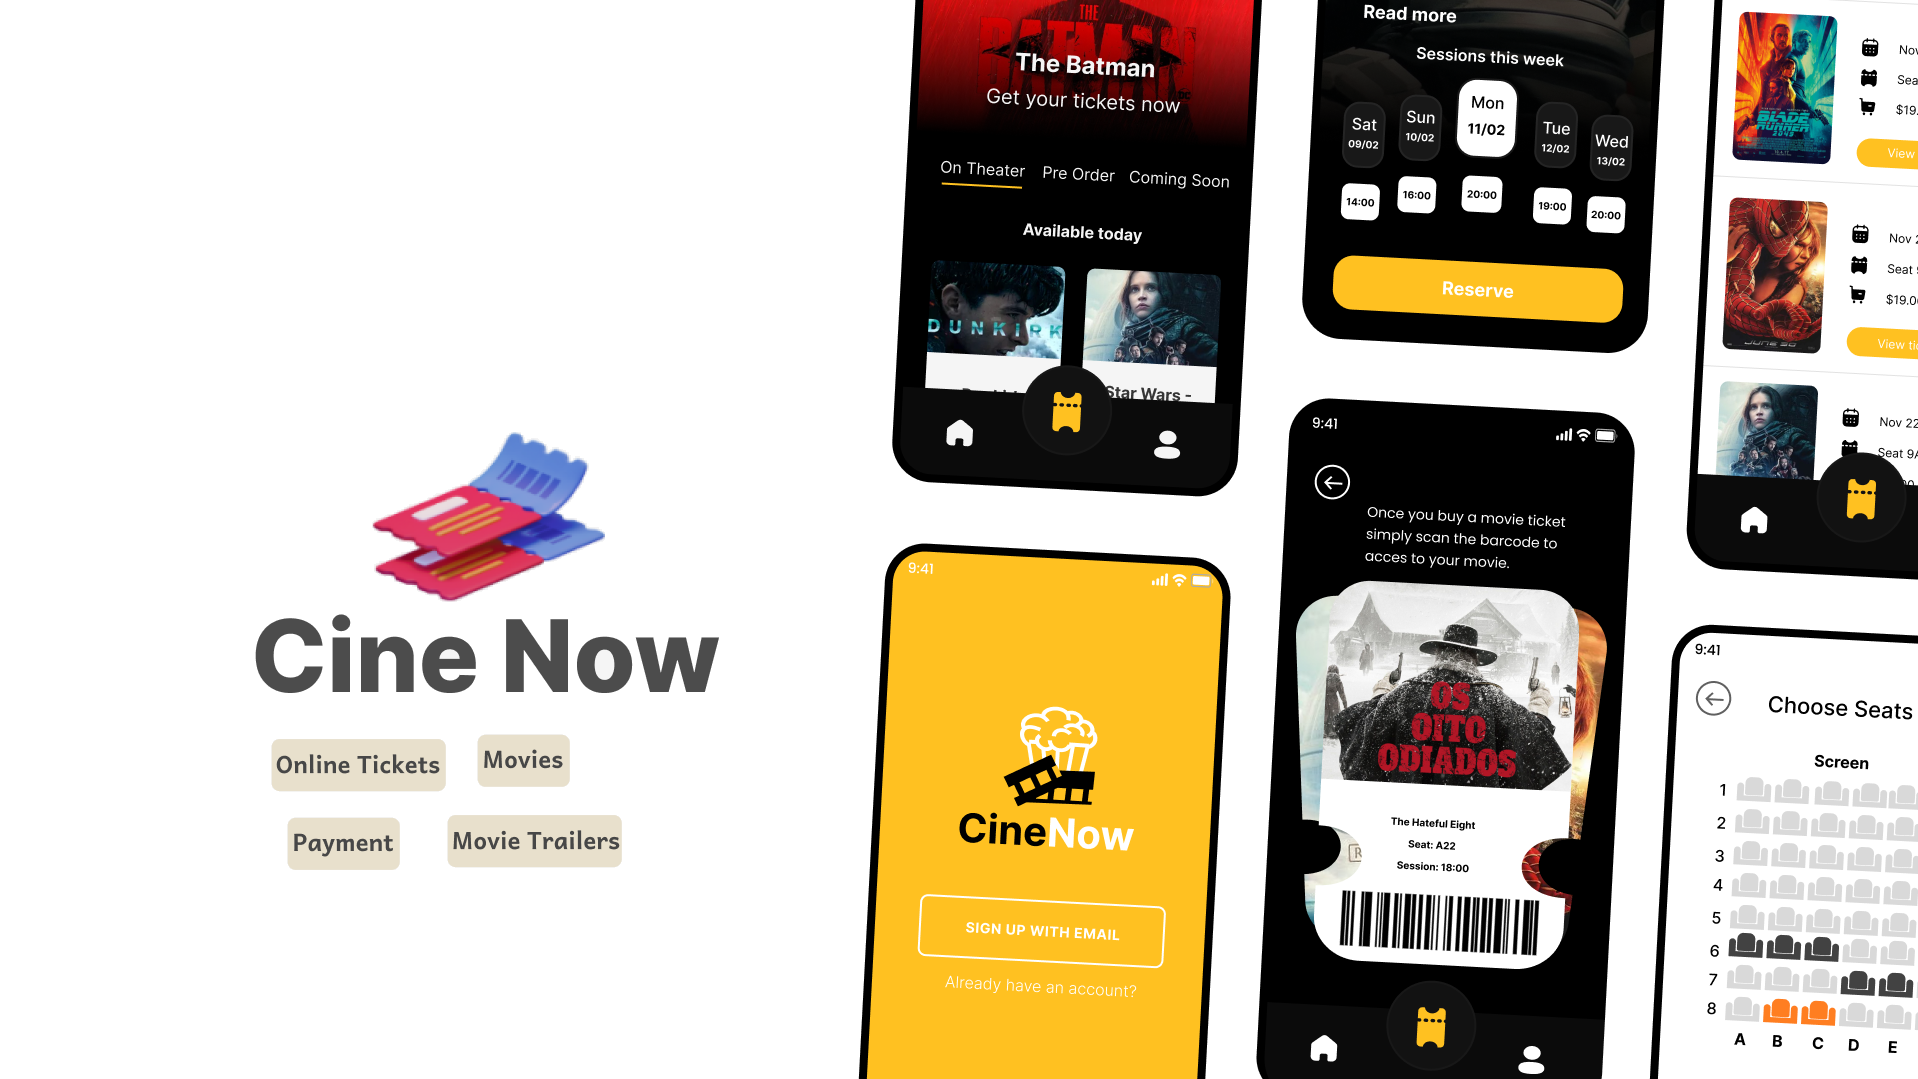 Cine Now
Online Tickets
Movies
Payment
Movie Trailers
THE
BATMAN
The Batman
Get your tickets now
On Theater
Pre Order
Coming Soon
Available today
DUNKIRK
Star Wars -
9:41
CineNow
SIGN UP WITH EMAIL
Already have an account?
Read more
Sessions this week
Sat
09/02
Sun
10/02
Mon
11/02
Tue
12/02
Wed
13/02
14:00
16:00
20:00
19:00
20:00
Reserve
9:41
Once you buy a movie ticket
simply scan the barcode to
acces to your movie.
OS
OITO
ODIADOS
The Hateful Eight
Seat: A22
Session: 18:00
R
BLADE
RUNNER
2049
Nov
Sea
$19.
View
JUNE 30
Nov 2
Seat
$19.0
View ti
Nov 22
Seat 9A
9:41
Choose Seats
Screen
1
2
3
4
5
6
7
8
A B C D E